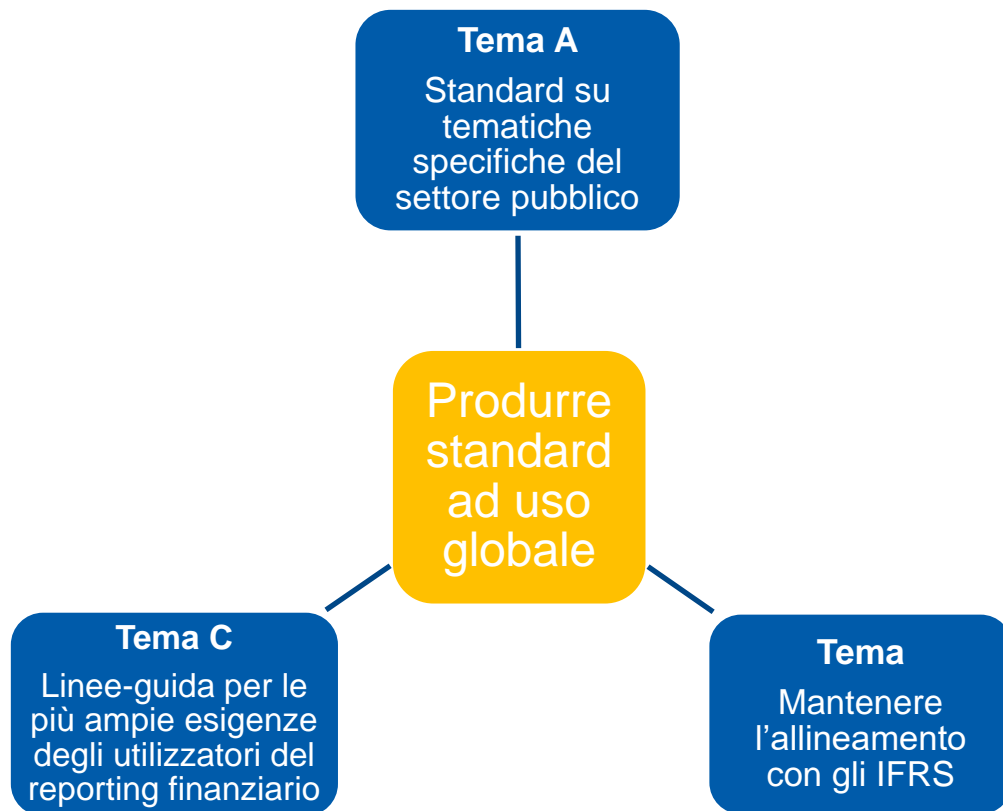 Tema A
Standard su
tematiche
specifiche del
settore pubblico
Produrre
standard
ad uso
globale
Tema C
Linee-guida per le
più ampie esigenze
degli utilizzatori del
reporting finanziario
Tema
Mantenere
l’allineamento
con gli IFRS